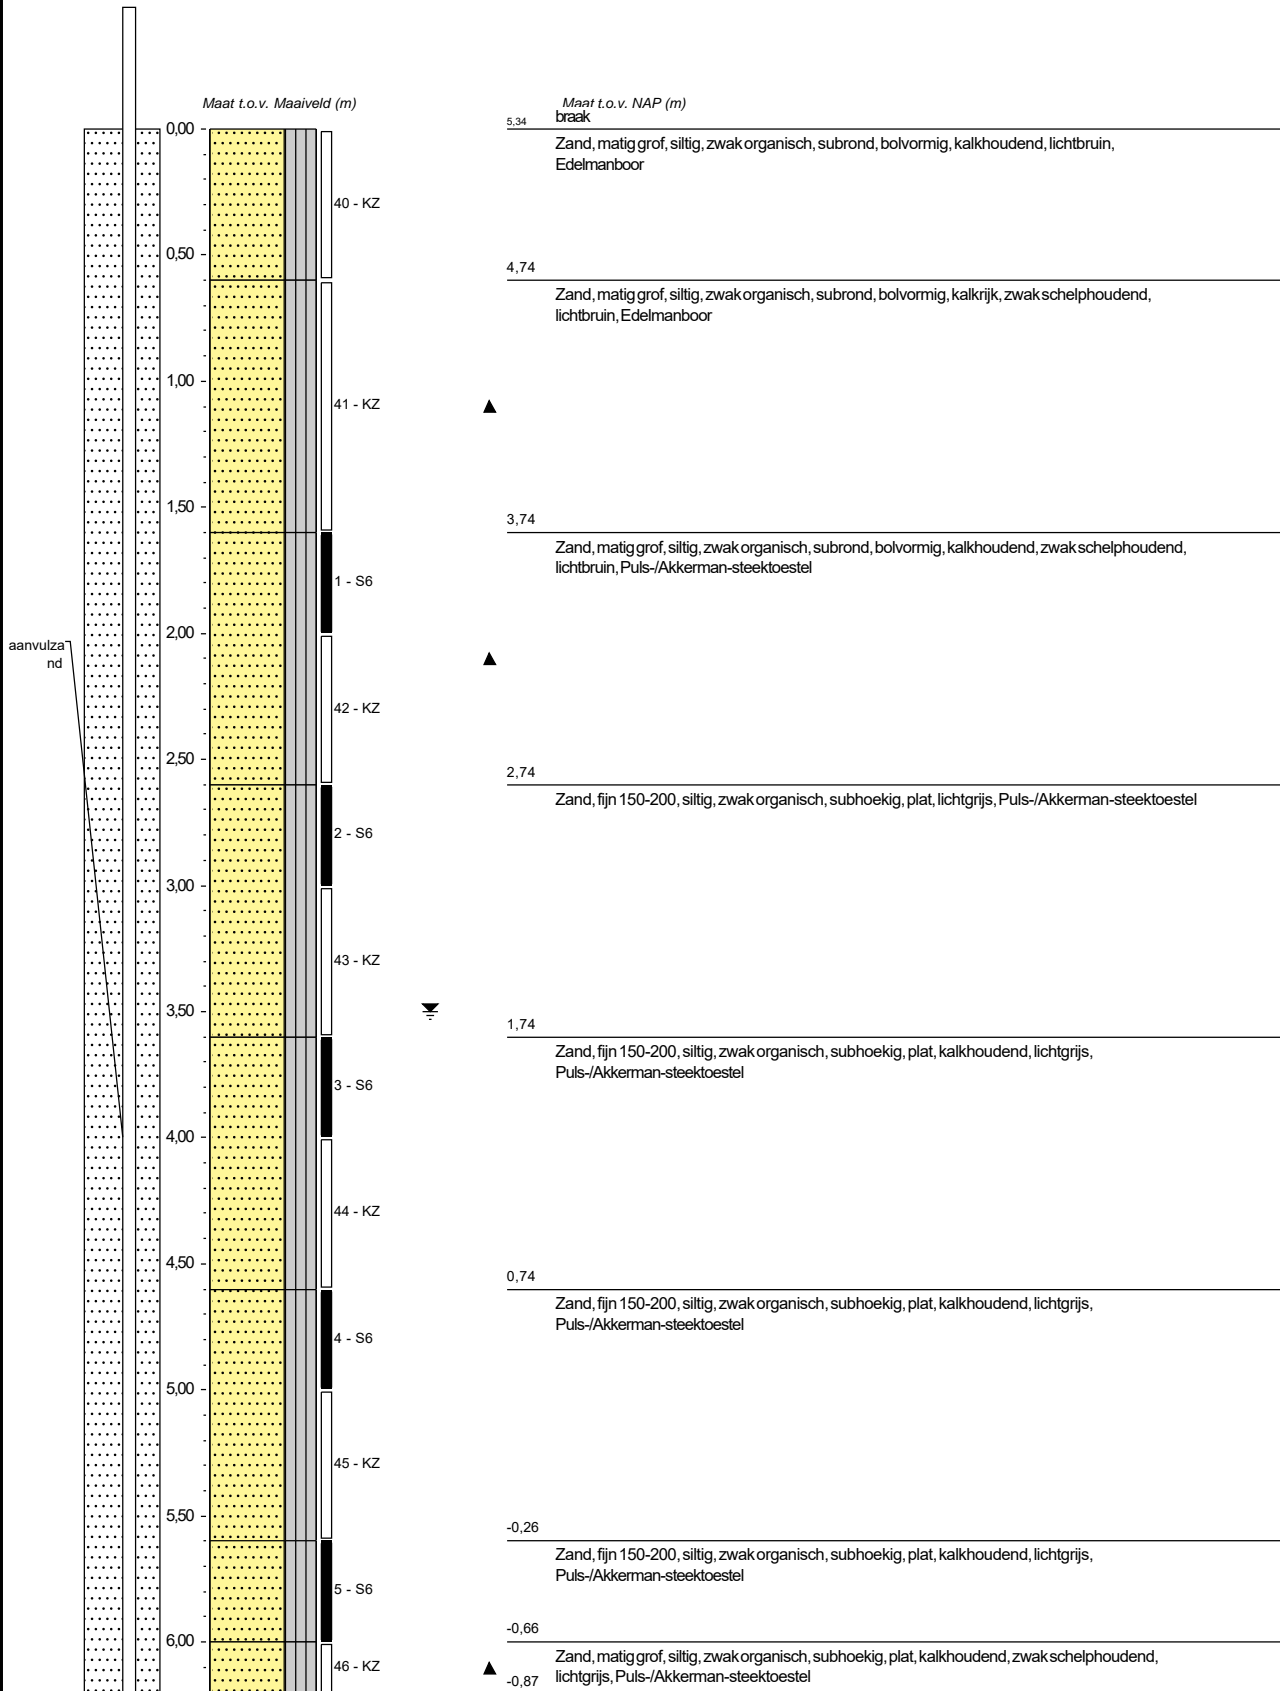 Maat t.o.v. Maaiveld (m)
Maat t.o.v. NAP (m)
0,00
5,34
braak
Zand, matig grof, siltig, zwak organisch, subrond, bolvormig, kalkhoudend, lichtbruin,
Edelmanboor
40 - KZ
0,50
4,74
Zand, matig grof, siltig, zwak organisch, subrond, bolvormig, kalkrijk, zwak schelphoudend,
lichtbruin, Edelmanboor
1,00
41 - KZ
1,50
3,74
Zand, matig grof, siltig, zwak organisch, subrond, bolvormig, kalkhoudend, zwak schelphoudend,
lichtbruin, Puls-/Akkerman-steektoestel
1 - S6
2,00
aanvulza
nd
42 - KZ
2,50
2,74
Zand, fijn 150-200, siltig, zwak organisch, subhoekig, plat, lichtgrijs, Puls-/Akkerman-steektoestel
2 - S6
3,00
43 - KZ
3,50
1,74
Zand, fijn 150-200, siltig, zwak organisch, subhoekig, plat, kalkhoudend, lichtgrijs,
Puls-/Akkerman-steektoestel
3 - S6
4,00
44 - KZ
4,50
0,74
Zand, fijn 150-200, siltig, zwak organisch, subhoekig, plat, kalkhoudend, lichtgrijs,
Puls-/Akkerman-steektoestel
4 - S6
5,00
45 - KZ
5,50
-0,26
Zand, fijn 150-200, siltig, zwak organisch, subhoekig, plat, kalkhoudend, lichtgrijs,
Puls-/Akkerman-steektoestel
5 - S6
-0,66
6,00
Zand, matig grof, siltig, zwak organisch, subhoekig, plat, kalkhoudend, zwak schelphoudend,
lichtgrijs, Puls-/Akkerman-steektoestel
46 - KZ
-0,87